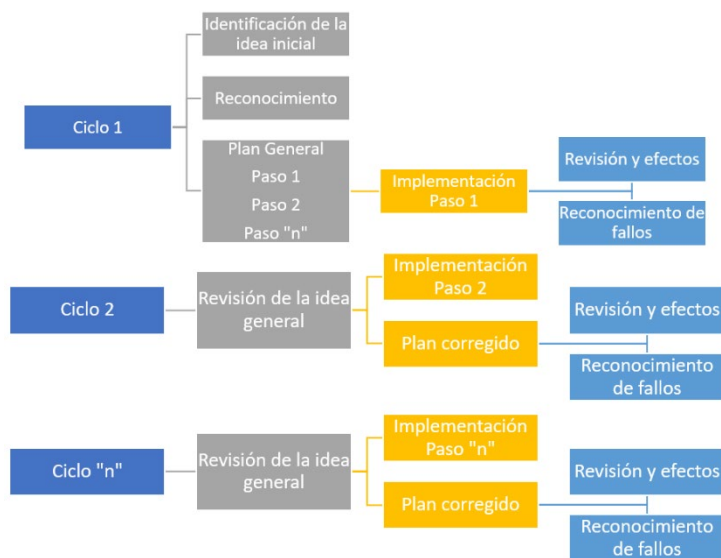 Identificación de la
idea inicial
Reconocimiento
Ciclo 1
Plan General
Paso 1
Paso 2
Paso "n"
Implementación
Paso 1
Revisión y efectos
Reconocimiento de
fallos
Ciclo 2
Revisión de la idea
general
Implementación
Paso 2
Plan corregido
Revisión y efectos
Reconocimiento
de fallos
Ciclo "n"
Revisión de la idea
general
Implementación
Paso "n"
Plan corregido
Revisión y efectos
Reconocimiento
de fallos